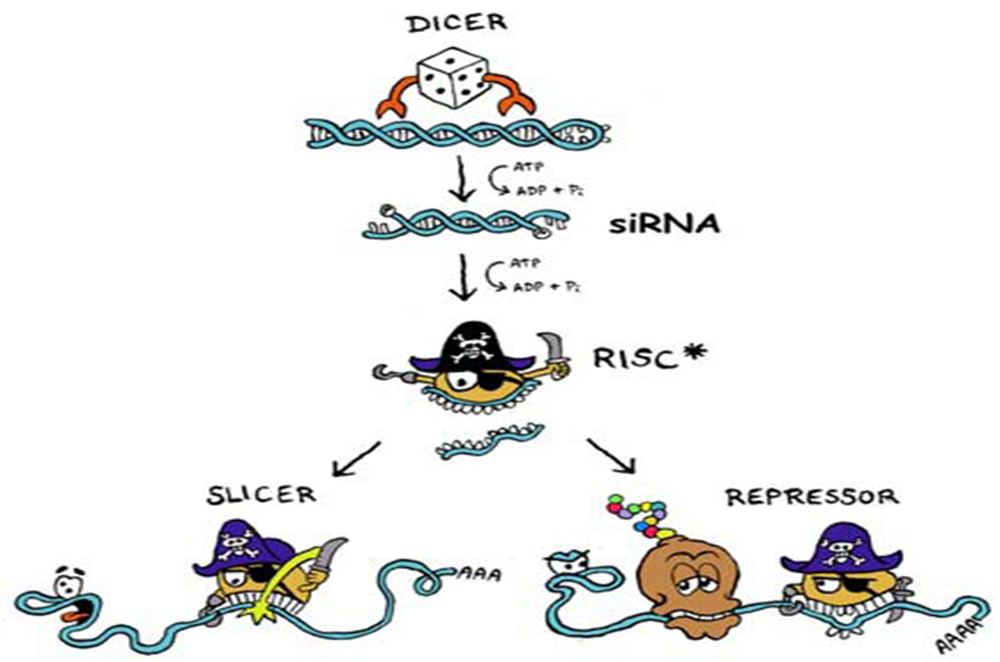 DICER
ATP
ADP + Pi
siRNA
ATP
ADP + Pi
RISC*
SLICER
REPRESSOR
AAA
AAAA